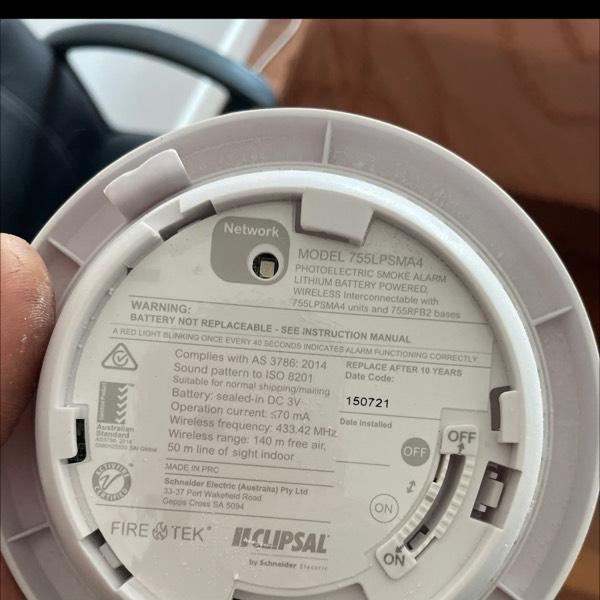 Network
MODEL 755LPSMA4
PHOTOELECTRIC SMOKE ALARM
LITHIUM BATTERY POWERED,
WIRELESS Interconnectable with
755LPSMA4 units and 755RFB2 bases
WARNING:
BATTERY NOT REPLACEABLE - SEE INSTRUCTION MANUAL
A RED LIGHT BLINKING ONCE EVERY 40 SECONDS INDICATES ALARM FUNCTIONING CORRECTLY
Complies with AS 3786: 2014
Sound pattern to ISO 8201
Suitable for normal shipping/mailing
Battery: sealed-in DC 3V
Operation current: ≤70 mA
Wireless frequency: 433.42 MHz
Wireless range: 140 m free air,
50 m line of sight indoor
REPLACE AFTER 10 YEARS
Date Code:
150721
Date Installed
Australian
Standard
AS3786 2014
SAI Global
MADE IN PRC
Schneider Electric (Australia) Pty Ltd
33-37 Port Wakefield Road
Gepps Cross SA 5094
OFF
OFF
ON
ON
FIRE TEK®
CLIPSAL
by Schneider Electric